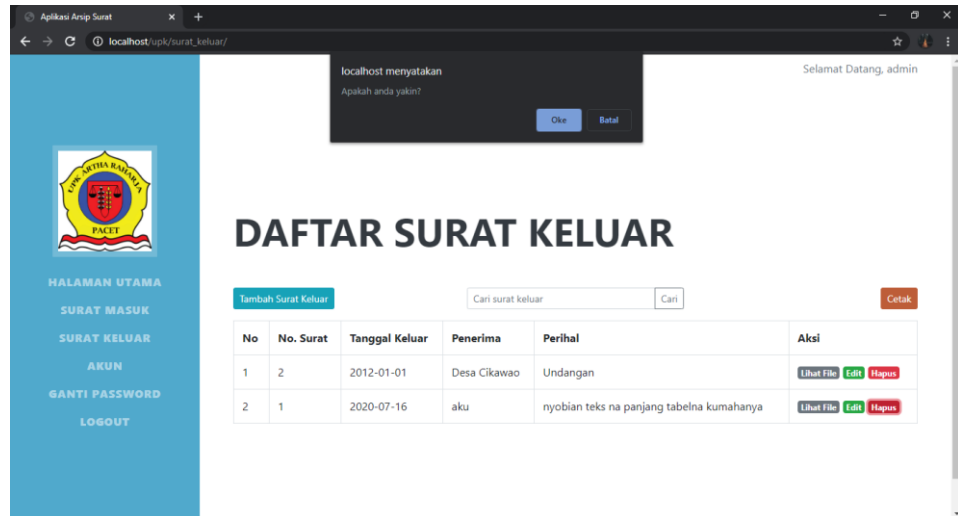 Aplikasi Arsip Surat
localhost/upk/surat_keluar/
localhost menyatakan
Apakah anda yakin?
Oke Batal
Selamat Datang, admin
UPK ARTHA RAHARJA
PACET
HALAMAN UTAMA
SURAT MASUK
SURAT KELUAR
AKUN
GANTI PASSWORD
LOGOUT
DAFTAR SURAT KELUAR
Tambah Surat Keluar Cari surat keluar Cari Cetak
No No. Surat Tanggal Keluar Penerima Perihal Aksi
1 2 2012-01-01 Desa Cikawao Undangan Lihat File Edit Hapus
2 1 2020-07-16 aku nyobian teks na panjang tabelna kumahanya Lihat File Edit Hapus